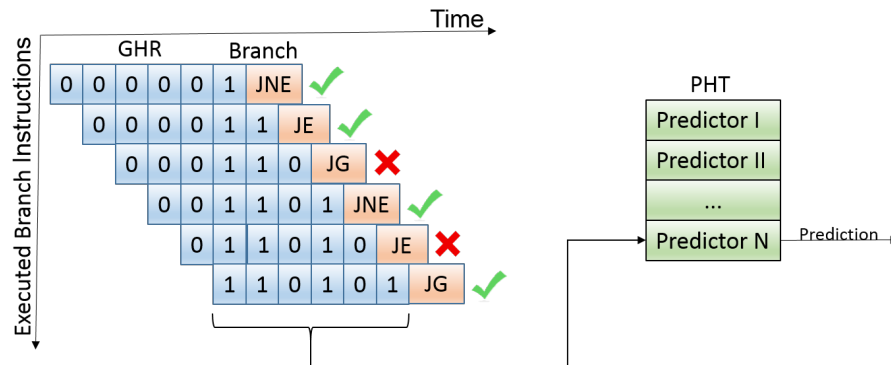 Time
Executed Branch Instructions
GHR Branch
0 0 0 0 0 1 JNE
0 0 0 0 1 1 JE
0 0 0 1 1 0 JG
0 0 1 1 0 1 JNE
0 1 1 0 1 0 JE
1 1 0 1 0 1 JG
PHT
Predictor I
Predictor II
...
Predictor N
Prediction